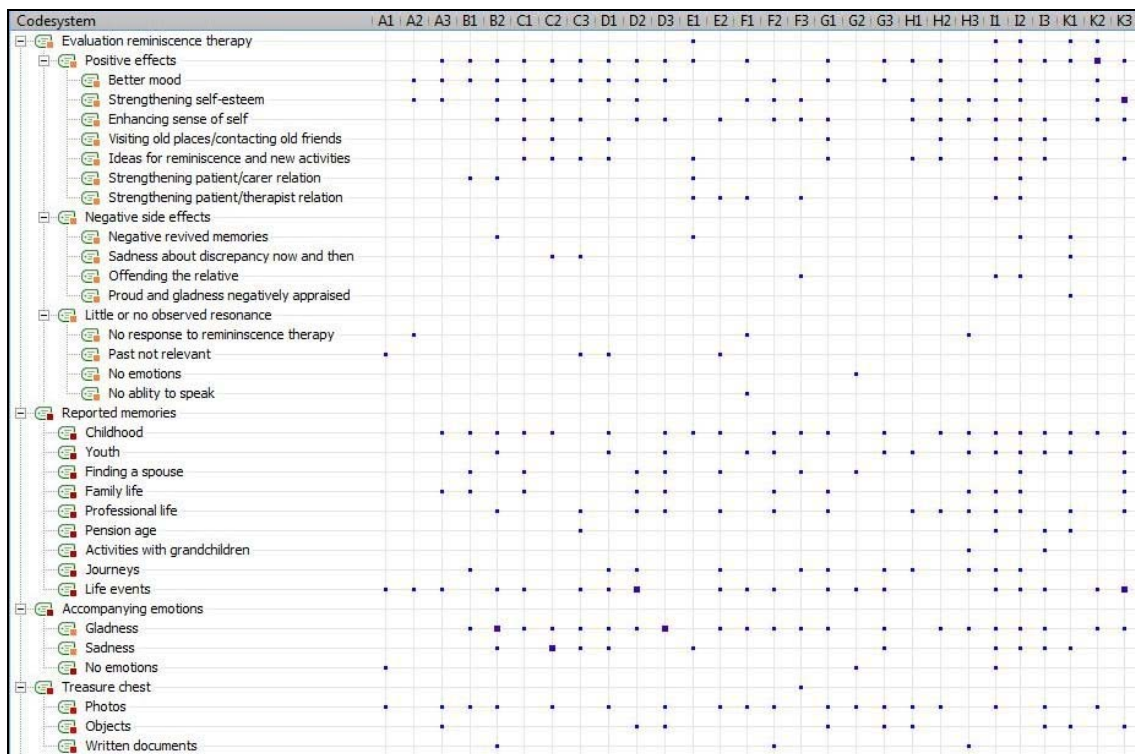 Codesystem A1 A2 A3 B1 B2 C1 C2 C3 D1 D2 D3 E1 E2 F1 F2 F3 G1 G2 G3 H1 H2 H3 I1 I2 I3 K1 K2 K3
Evaluation reminiscence therapy
Positive effects
Better mood
Strengthening self-esteem
Enhancing sense of self
Visiting old places/contacting old friends
Ideas for reminiscence and new activities
Strengthening patient/carer relation
Strengthening patient/therapist relation
Negative side effects
Negative revived memories
Sadness about discrepancy now and then
Offending the relative
Proud and gladness negatively appraised
Little or no observed resonance
No response to remininscence therapy
Past not relevant
No emotions
No ablity to speak
Reported memories
Childhood
Youth
Finding a spouse
Family life
Professional life
Pension age
Activities with grandchildren
Journeys
Life events
Accompanying emotions
Gladness
Sadness
No emotions
Treasure chest
Photos
Objects
Written documents